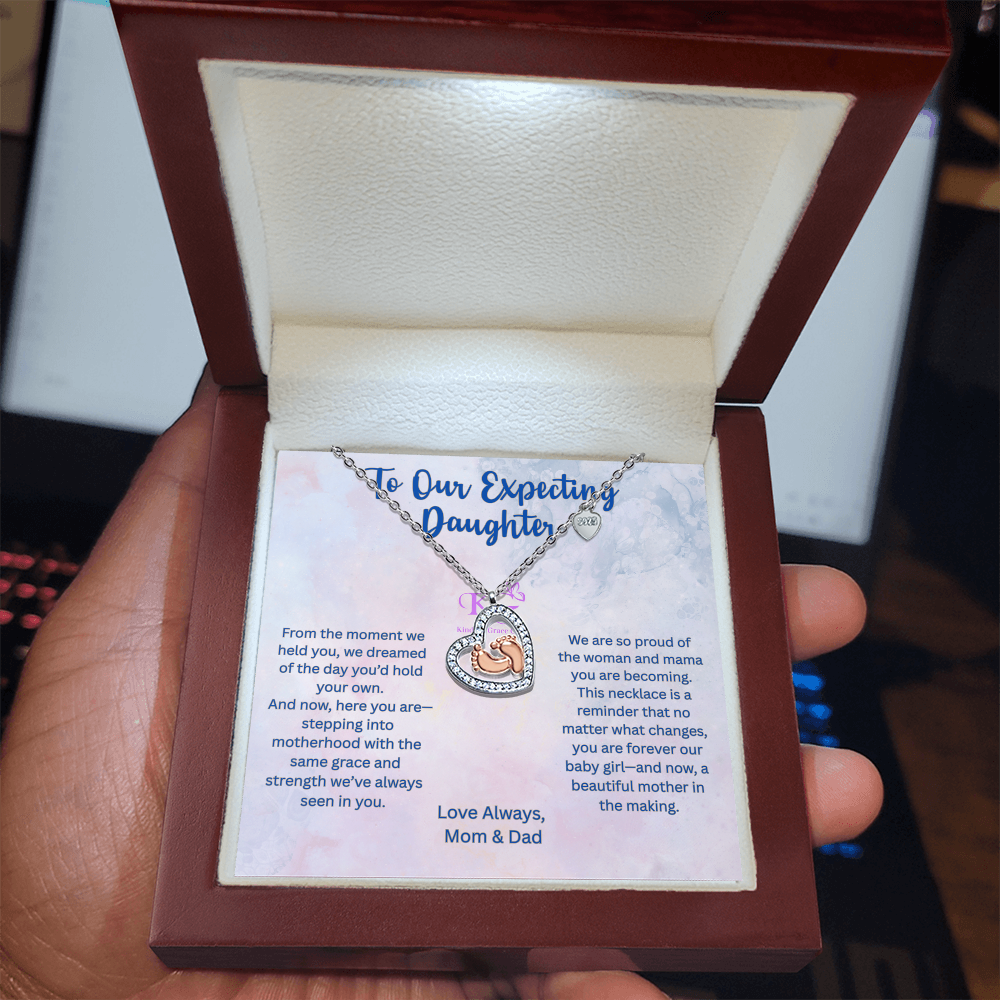 To Our Expecting
Daughter
From the moment we
held you, we dreamed
of the day you'd hold
your own.
And now, here you are—
stepping into
motherhood with the
same grace and
strength we've always
seen in you.
We are so proud of
the woman and mama
you are becoming.
This necklace is a
reminder that no
matter what changes,
you are forever our
baby girl—and now, a
beautiful mother in
the making.
Love Always,
Mom & Dad
Grace